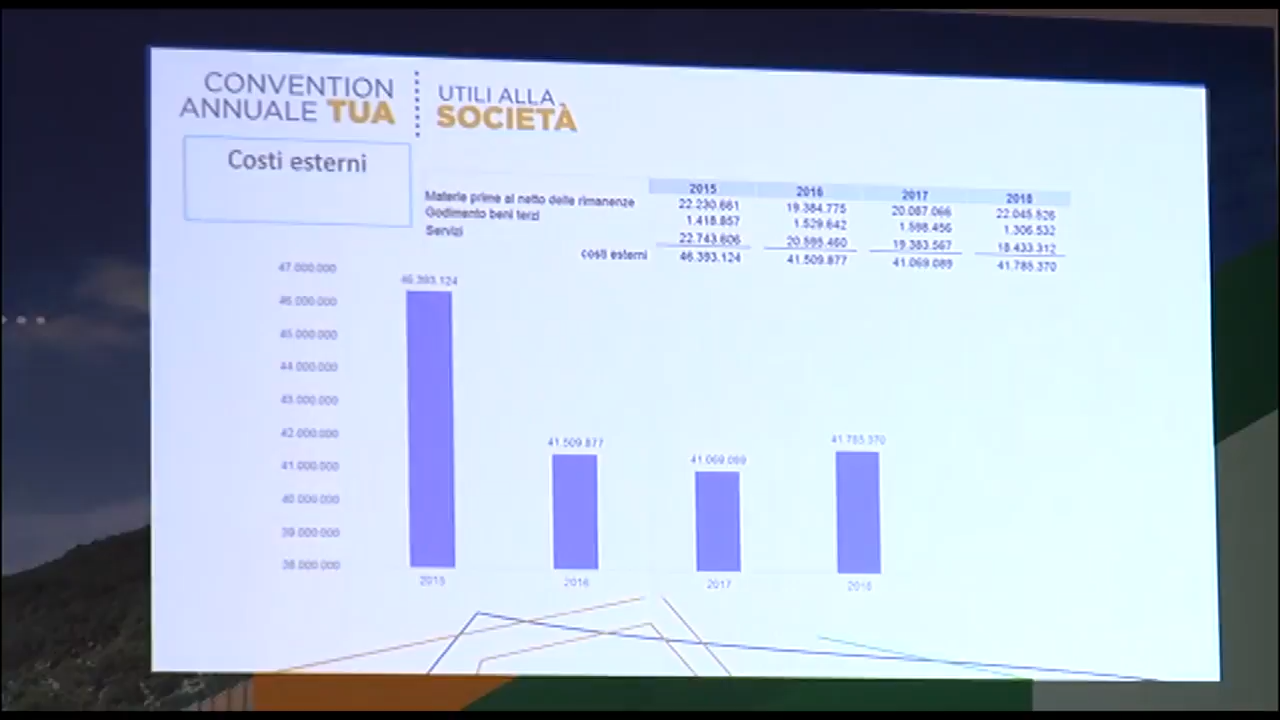 CONVENTION
ANNUALE TUA
UTILI ALLA
SOCIETÀ
Costi esterni
2015 2016 2017 2018
Materie prime al netto delle rimanenze 22.230.661 19.384.775 20.087.066 22.045.526
Godimento beni terzi 1.418.857 1.529.642 1.598.456 1.306.532
Servizi 22.743.606 20.595.460 19.383.567 18.433.312
costi esterni 46.393.124 41.509.877 41.069.089 41.785.370
47.000.000
46.000.000
45.000.000
44.000.000
43.000.000
42.000.000
41.000.000
40.000.000
39.000.000
38.000.000
46.393.124
41.509.877
41.069.089
41.785.370
2015 2016 2017 2018